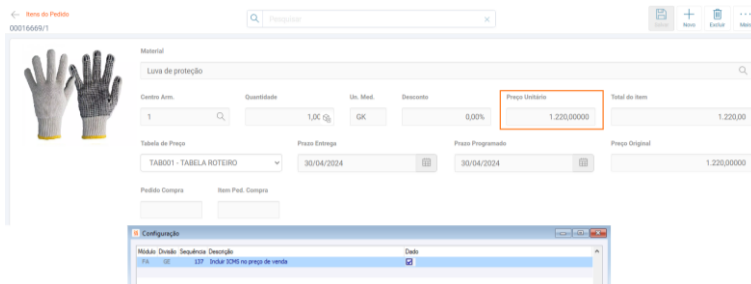 Itens do Pedido
00016669/1
Pesquisar
Salvar Novo Excluir Mais
Material
Luva de proteção
Centro Arm. Quantidade Un. Med. Desconto Preço Unitário Total do Item
1 1,00 GK 0,00% 1.220,00000 1.220,00
Tabela de Preço Prazo Entrega Prazo Programado Preço Original
TAB001 - TABELA ROTEIRO 30/04/2024 30/04/2024 1.220,00000
Pedido Compra Item Ped. Compra
Configuração
Módulo Divisão Sequência Descrição Dado
FA GE 137 Incluir ICMS no preço de venda